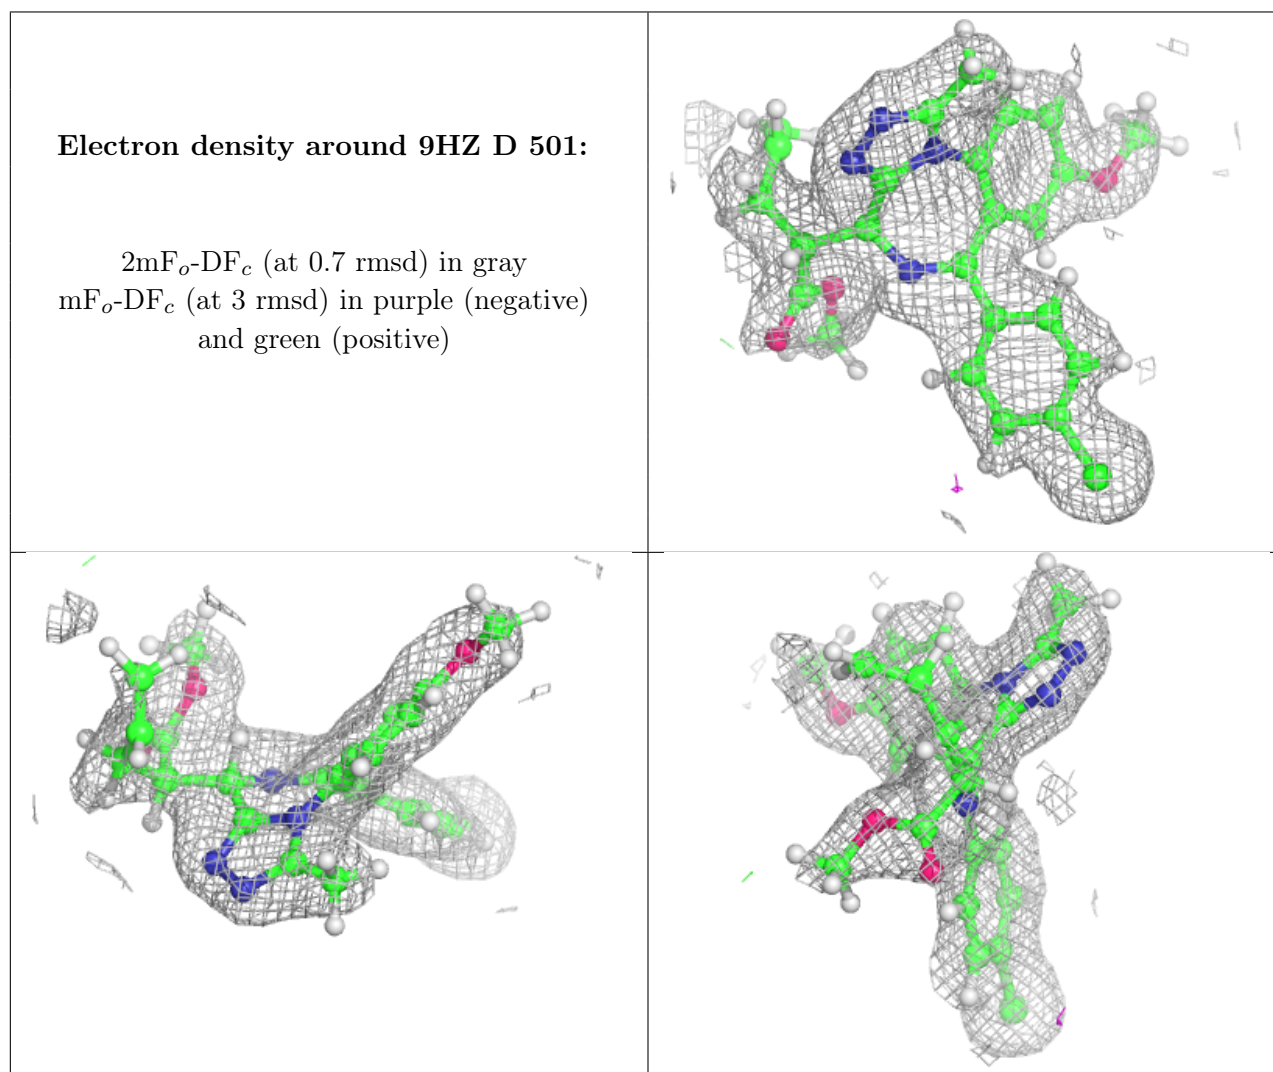 Electron density around 9HZ D 501:
2mFo-DFc (at 0.7 rmsd) in gray
mFo-DFc (at 3 rmsd) in purple (negative)
and green (positive)